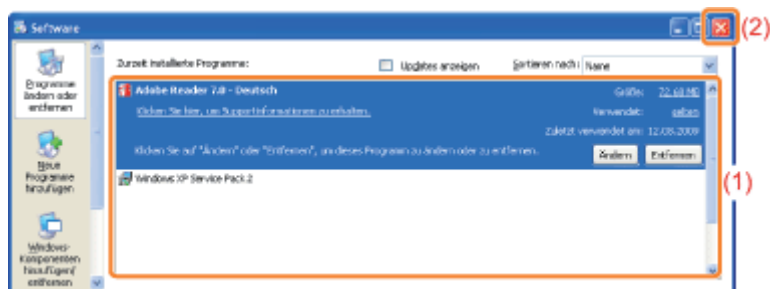 Software
(2)
Zurzeit installierte Programme:
Updates anzeigen
Sortieren nach: Name
Programme
ändern oder
entfernen
Adobe Reader 7.0 - Deutsch
Größe: 72,68 MB
Klicken Sie hier, um Supportinformationen zu erhalten.
Verwendet: selten
Zuletzt verwendet am: 12.08.2009
Klicken Sie auf "Ändern" oder "Entfernen", um dieses Programm zu ändern oder zu entfernen.
Ändern
Entfernen
Neue
Programme
hinzufügen
Windows XP Service Pack 2
(1)
Windows-
Komponenten
hinzufügen/
entfernen